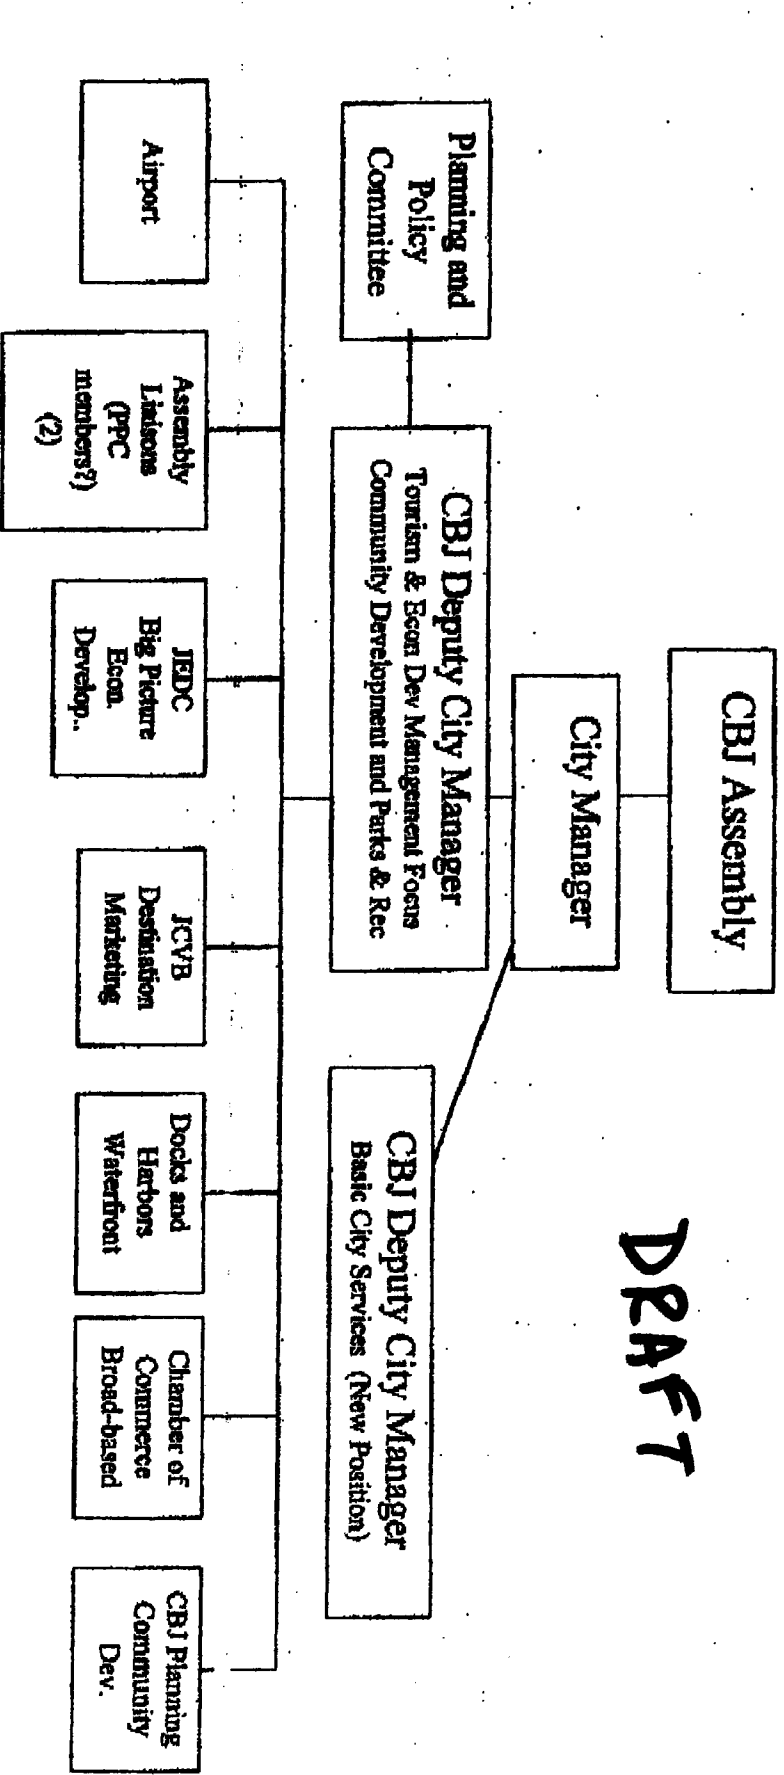 DRAFT
CBJ Assembly
City Manager
Planning and
Policy
Committee
CBJ Deputy City Manager
Tourism & Econ Dev Management Focus
Community Development and Parks & Rec
CBJ Deputy City Manager
Basic City Services (New Position)
Airport
Assembly
Liaisons
(PPC
members?)
(2)
JEDC
Big Picture
Econ.
Develop..
JCVB
Destination
Marketing
Docks and
Harbors
Waterfront
Chamber of
Commerce
Broad-based
CBJ Planning
Community
Dev.